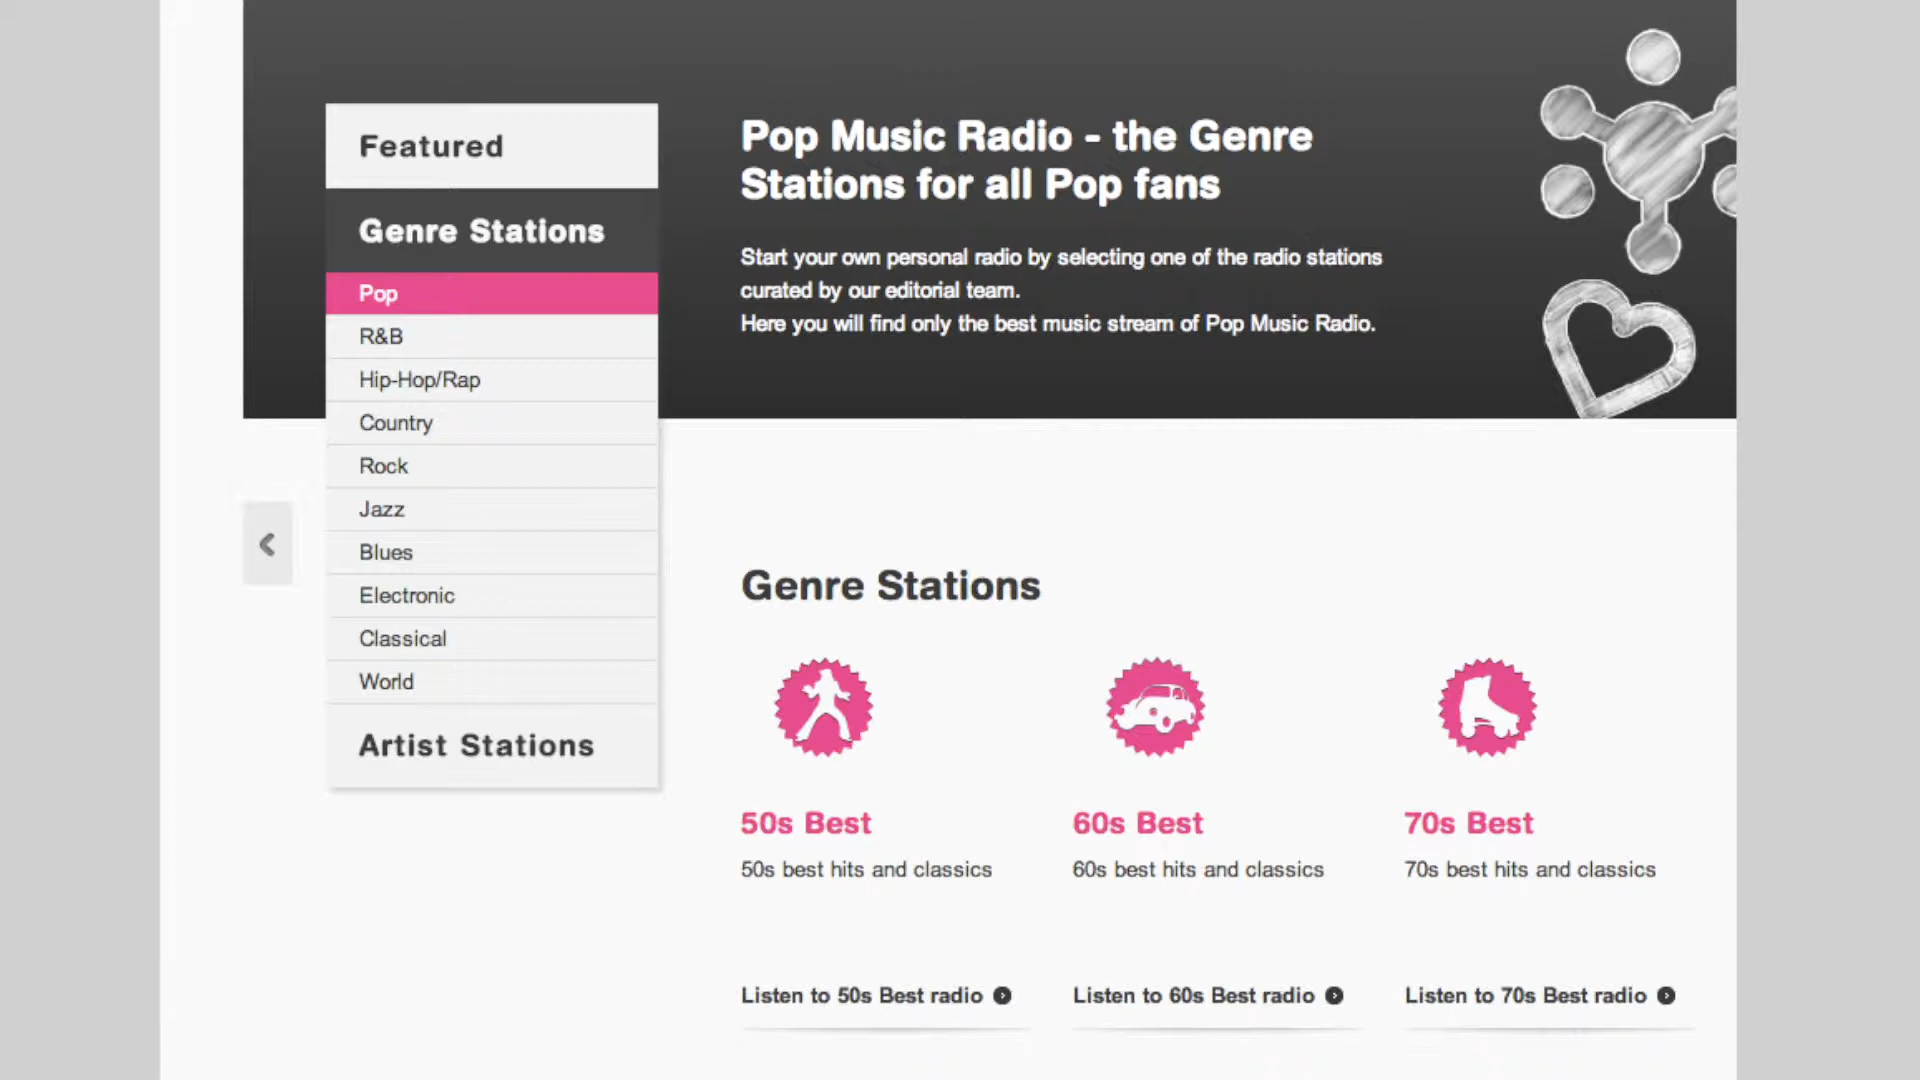 Featured
Genre Stations
Pop
R&B
Hip-Hop/Rap
Country
Rock
Jazz
Blues
Electronic
Classical
World
Artist Stations
Pop Music Radio - the Genre
Stations for all Pop fans
Start your own personal radio by selecting one of the radio stations
curated by our editorial team.
Here you will find only the best music stream of Pop Music Radio.
Genre Stations
50s Best
50s best hits and classics
Listen to 50s Best radio
60s Best
60s best hits and classics
Listen to 60s Best radio
70s Best
70s best hits and classics
Listen to 70s Best radio